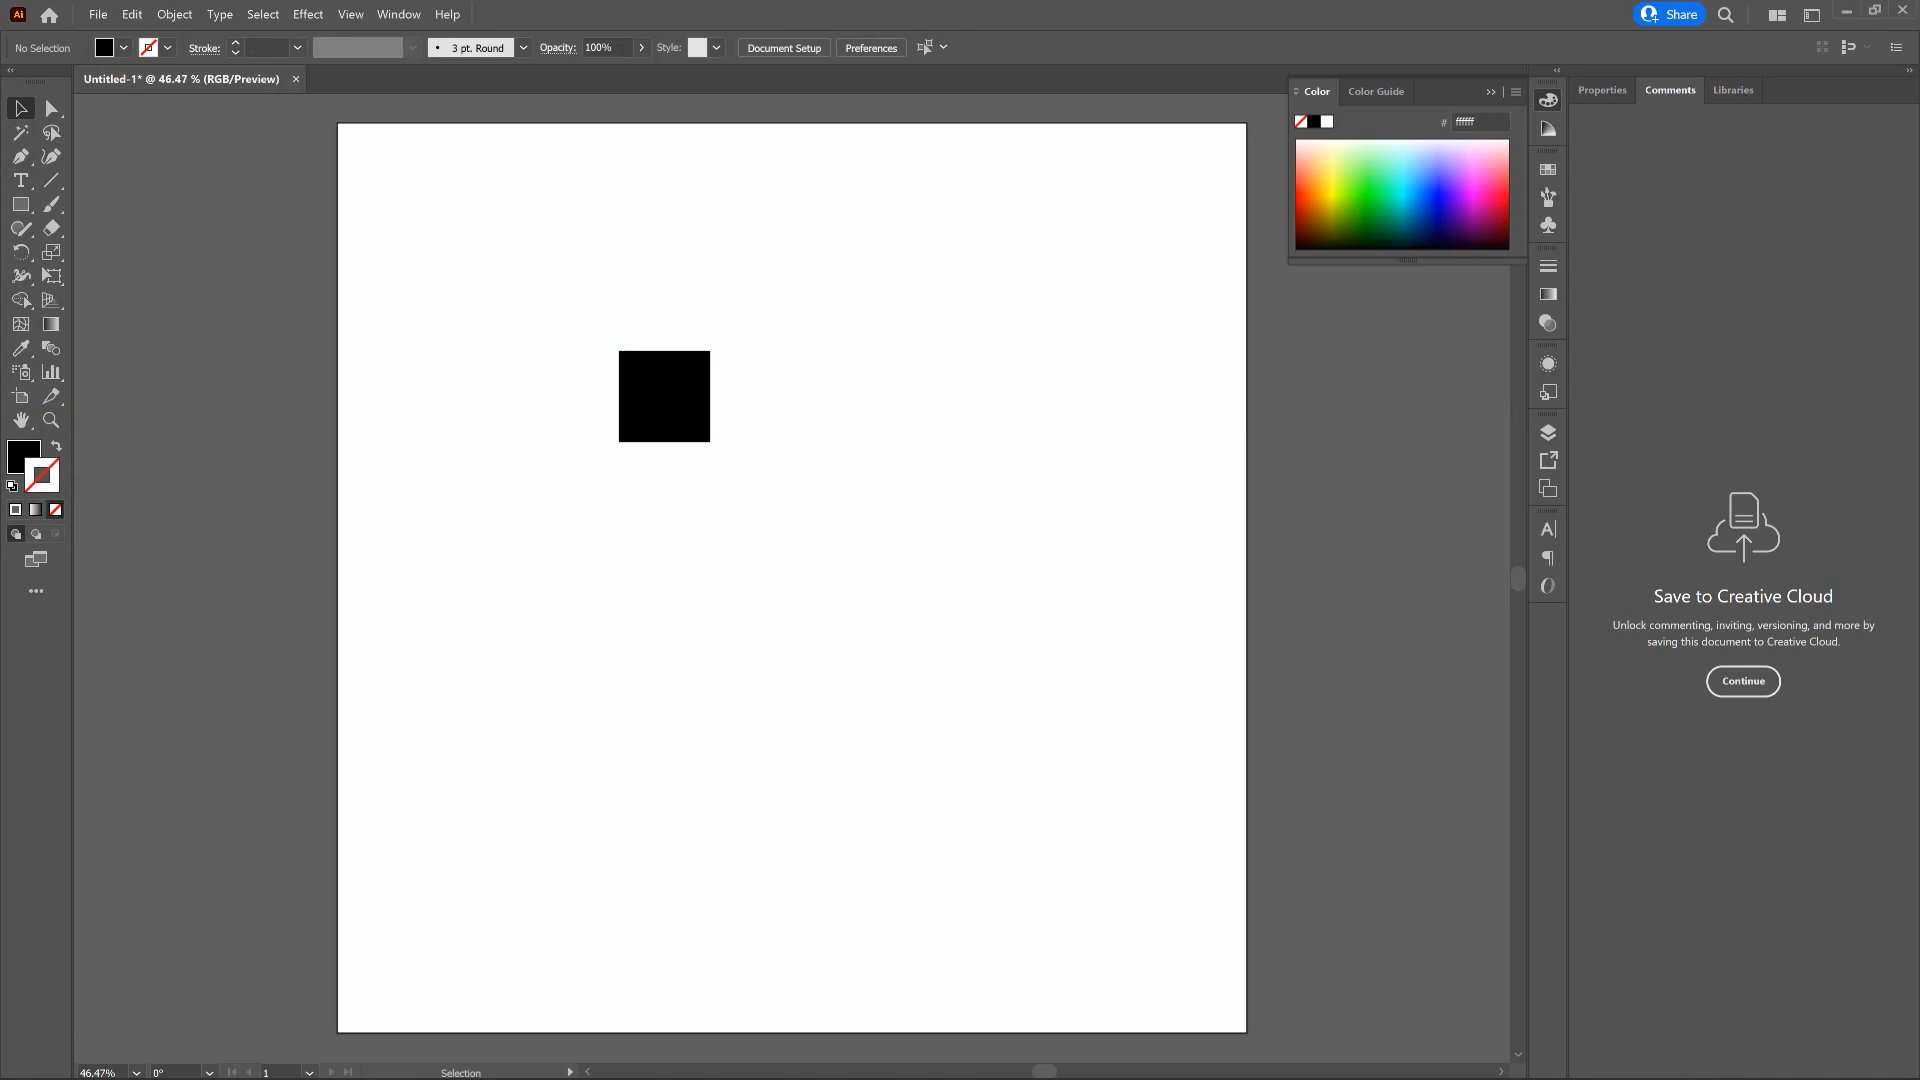 Ai File Edit Object Type Select Effect View Window Help Share
No Selection Stroke: 3 pt. Round Opacity: 100% Style: Document Setup Preferences
Untitled-1* @ 46.47 % (RGB/Preview) ×
Color Color Guide
# ffffff
Properties Comments Libraries
Save to Creative Cloud
Unlock commenting, inviting, versioning, and more by
saving this document to Creative Cloud.
Continue
46.47% 0° 1 Selection